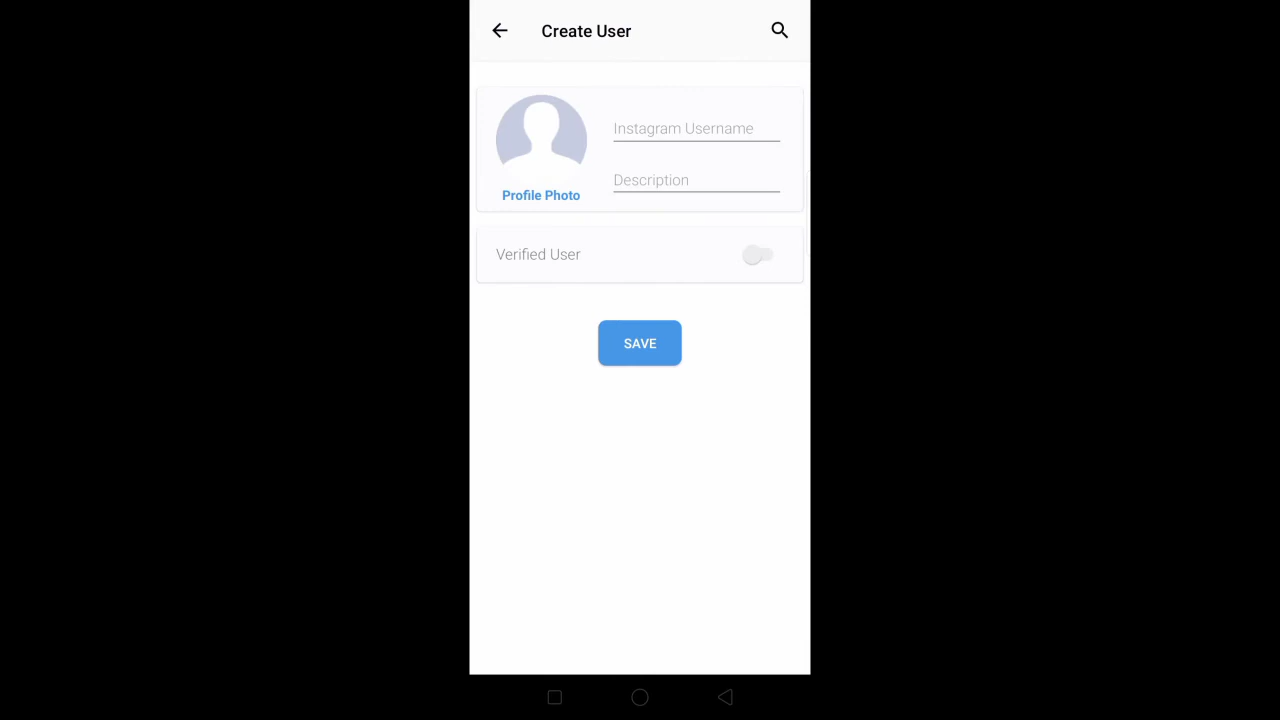 Create User
Instagram Username
Description
Profile Photo
Verified User
SAVE